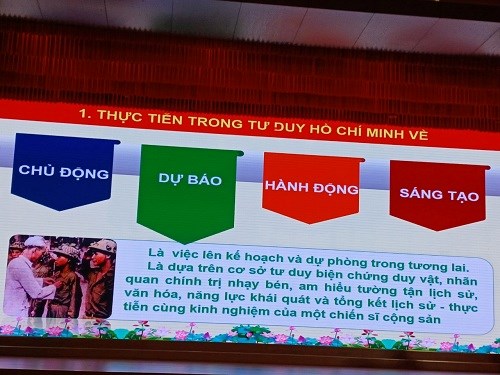 1. THỰC TIỄN TRONG TƯ DUY HỒ CHÍ MINH VỀ
CHỦ ĐỘNG
DỰ BÁO
HÀNH ĐỘNG
SÁNG TẠO
Là việc lên kế hoạch và dự phòng trong tương lai.
Là dựa trên cơ sở tư duy biện chứng duy vật, nhãn
quan chính trị nhạy bén, am hiểu tường tận lịch sử,
văn hóa, năng lực khái quát và tổng kết lịch sử - thực
tiễn cùng kinh nghiệm của một chiến sĩ cộng sản